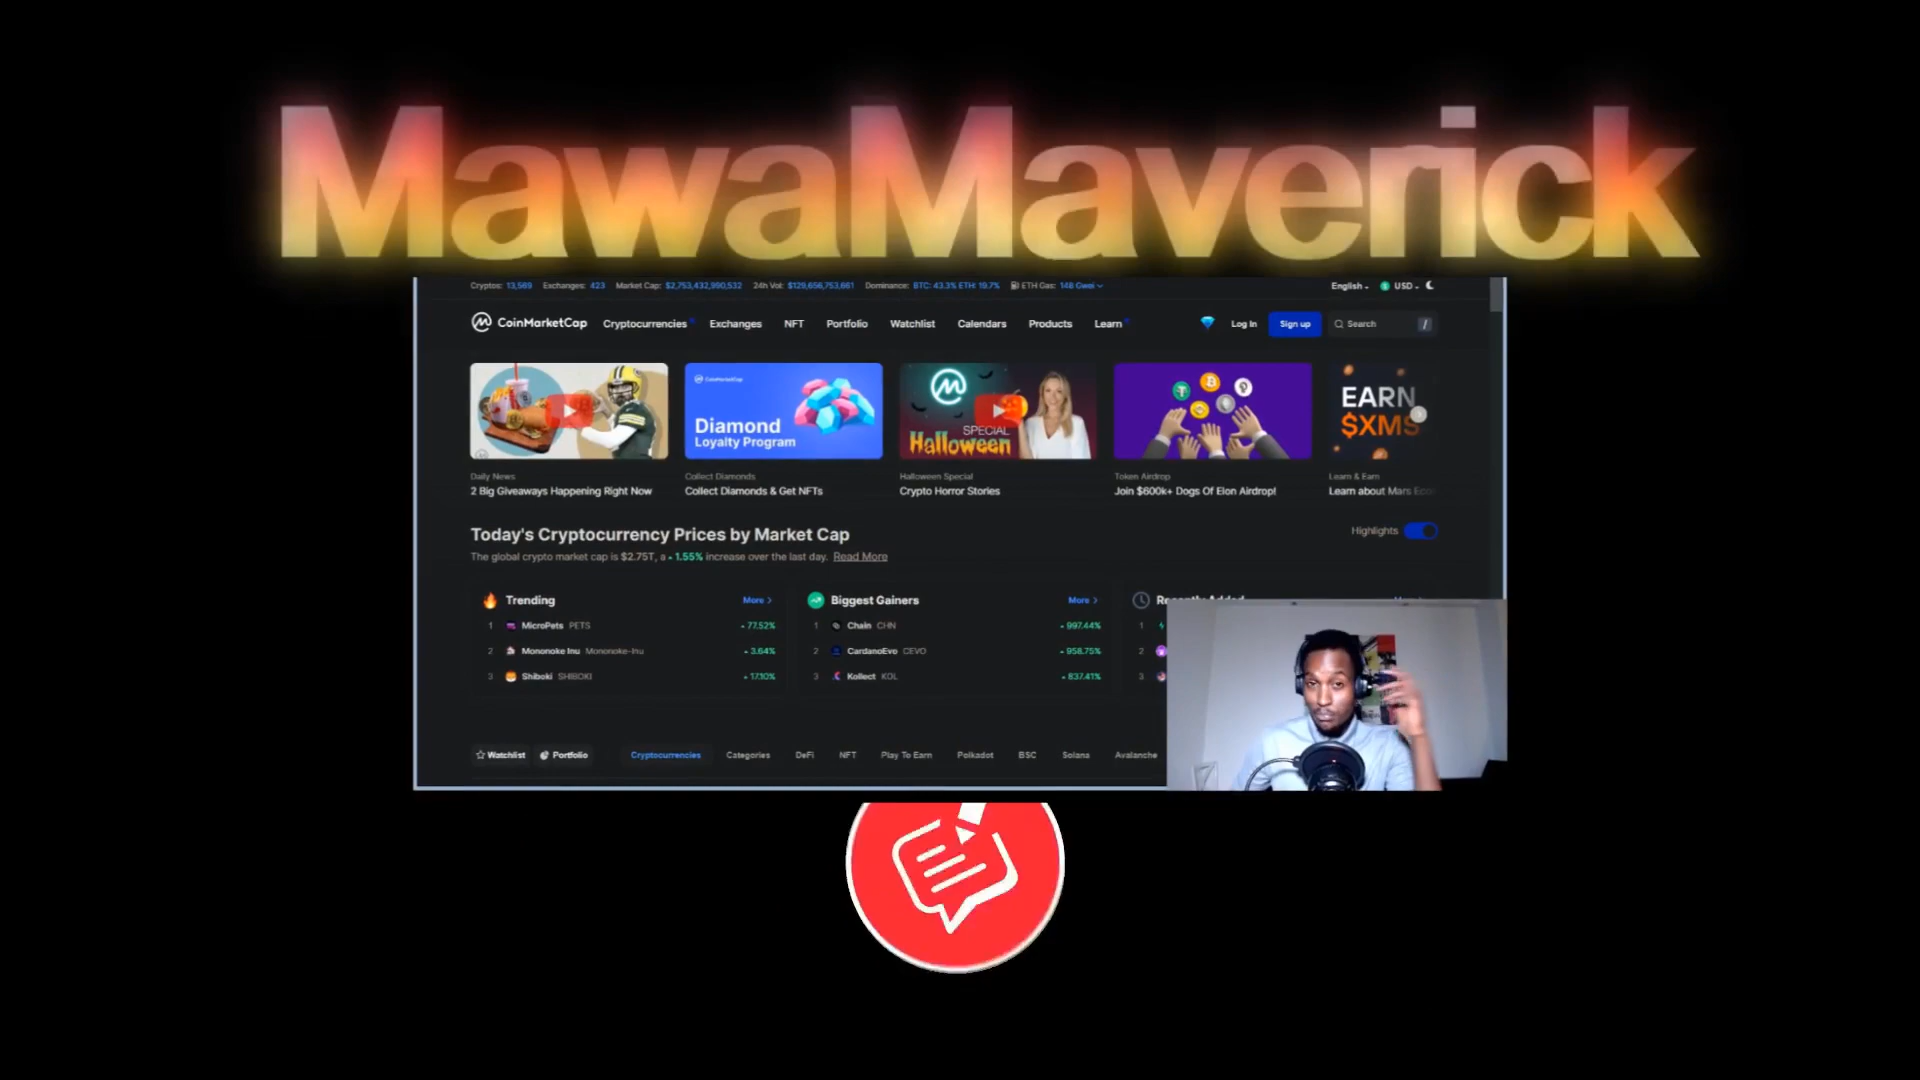 MawaMaverick
Cryptos: 13,569 Exchanges: 423 Market Cap: $2,753,432,990,532 24h Vol: $129,656,753,661 Dominance: BTC: 43.3% ETH: 19.7% ETH Gas: 148 Gwei English USD
CoinMarketCap Cryptocurrencies Exchanges NFT Portfolio Watchlist Calendars Products Learn Log In Sign up Search /
CoinMarketCap
Diamond
Loyalty Program
SPECIAL
Halloween
EARN
$XMS
Daily News Collect Diamonds Halloween Special Token Airdrop Learn & Earn
2 Big Giveaways Happening Right Now Collect Diamonds & Get NFTs Crypto Horror Stories Join $600k+ Dogs Of Elon Airdrop! Learn about Mars
Today's Cryptocurrency Prices by Market Cap Highlights
The global crypto market cap is $2.75T, a 1.55% increase over the last day. Read More
Trending More > Biggest Gainers More > Recently Added
1 MicroPets PETS 77.52% 1 Chain CHN 997.44% 1
2 Mononoke Inu Mononoke-Inu 3.64% 2 CardanoEvo CEVO 958.75% 2
3 Shiboki SHIBOKI 17.10% 3 Kollect KOL 837.41% 3
Watchlist Portfolio Cryptocurrencies Categories DeFi NFT Play To Earn Polkadot BSC Solana Avalanche